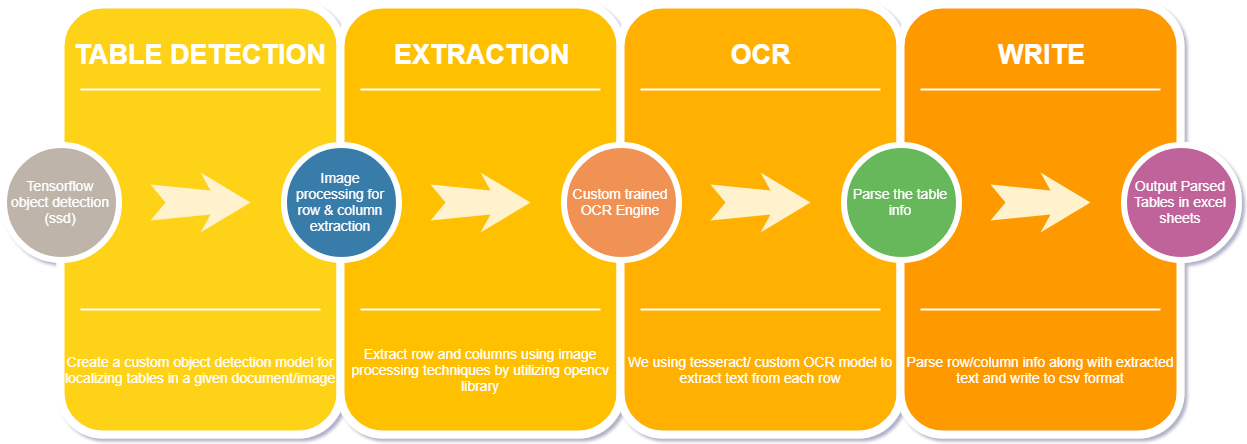 TABLE DETECTION
EXTRACTION
OCR
WRITE
Tensorflow
object detection
(ssd)
Image
processing for
row & column
extraction
Custom trained
OCR Engine
Parse the table
info
Output Parsed
Tables in excel
sheets
Create a custom object detection model for
localizing tables in a given document/image
Extract row and columns using image
processing techniques by utilizing opencv
library
We using tesseract/ custom OCR model to
extract text from each row
Parse row/column info along with extracted
text and write to csv format